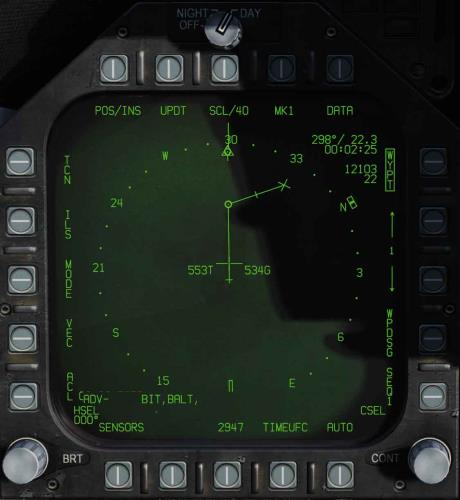 NIGHT DAY
OFF
POS/INS UPDT SCL/40 MK1 DATA
298°/ 22.3
00:02:25
12103
22
WYPT
TCN
ILS
MODE
VEC
ACL
30
33
N
3
6
E
15
S
21
24
W
1
WPDSG
SEQ1
553T 534G
ADV- BIT,BALT,
HSEL
000°
CSEL
SENSORS 2947 TIMEUFC AUTO
BRT CONT